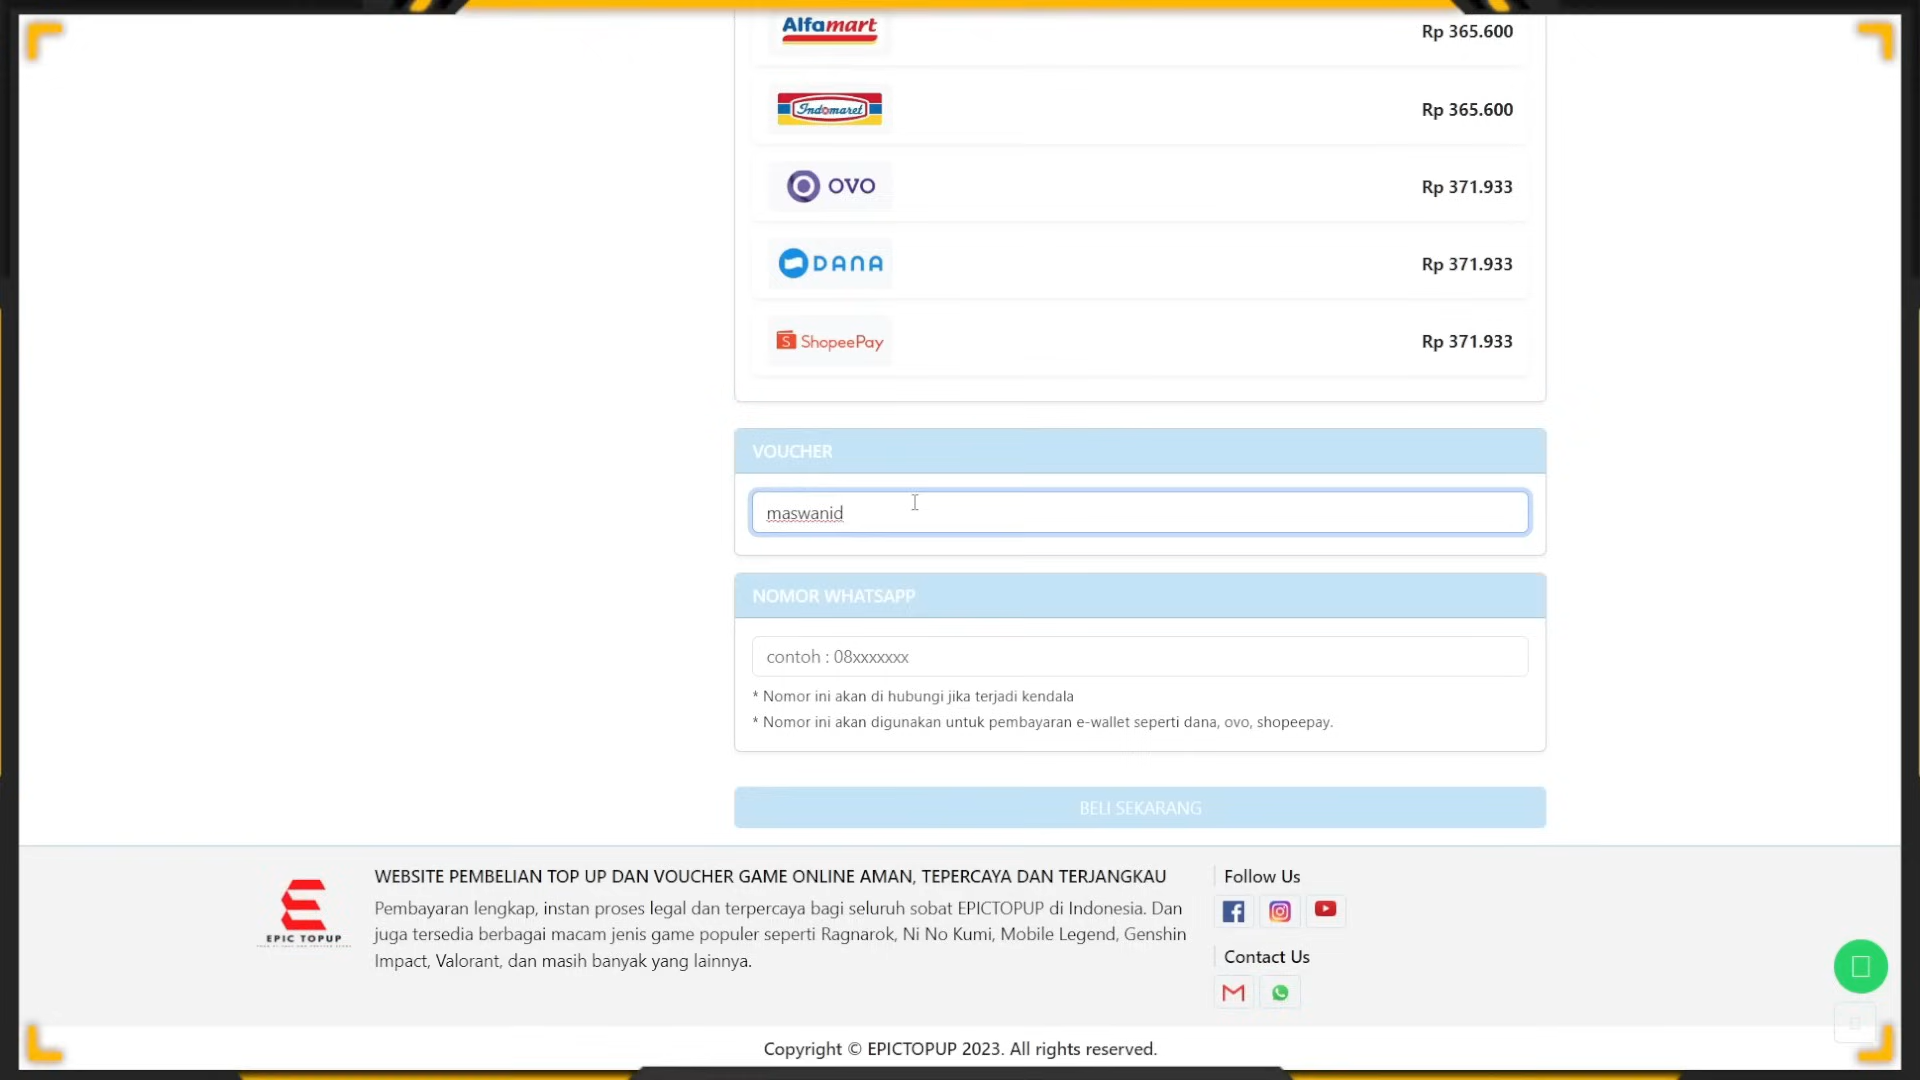 Alfamart
Rp 365.600
Indomaret
Rp 365.600
OVO
Rp 371.933
DANA
Rp 371.933
S ShopeePay
Rp 371.933
VOUCHER
maswanid
NOMOR WHATSAPP
contoh : 08xxxxxxx
* Nomor ini akan di hubungi jika terjadi kendala
* Nomor ini akan digunakan untuk pembayaran e-wallet seperti dana, ovo, shopeepay.
BELI SEKARANG
EPIC TOPUP
WEBSITE PEMBELIAN TOP UP DAN VOUCHER GAME ONLINE AMAN, TEPERCAYA DAN TERJANGKAU
Pembayaran lengkap, instan proses legal dan terpercaya bagi seluruh sobat EPICTOPUP di Indonesia. Dan
juga tersedia berbagai macam jenis game populer seperti Ragnarok, Ni No Kumi, Mobile Legend, Genshin
Impact, Valorant, dan masih banyak yang lainnya.
Follow Us
Contact Us
Copyright © EPICTOPUP 2023. All rights reserved.